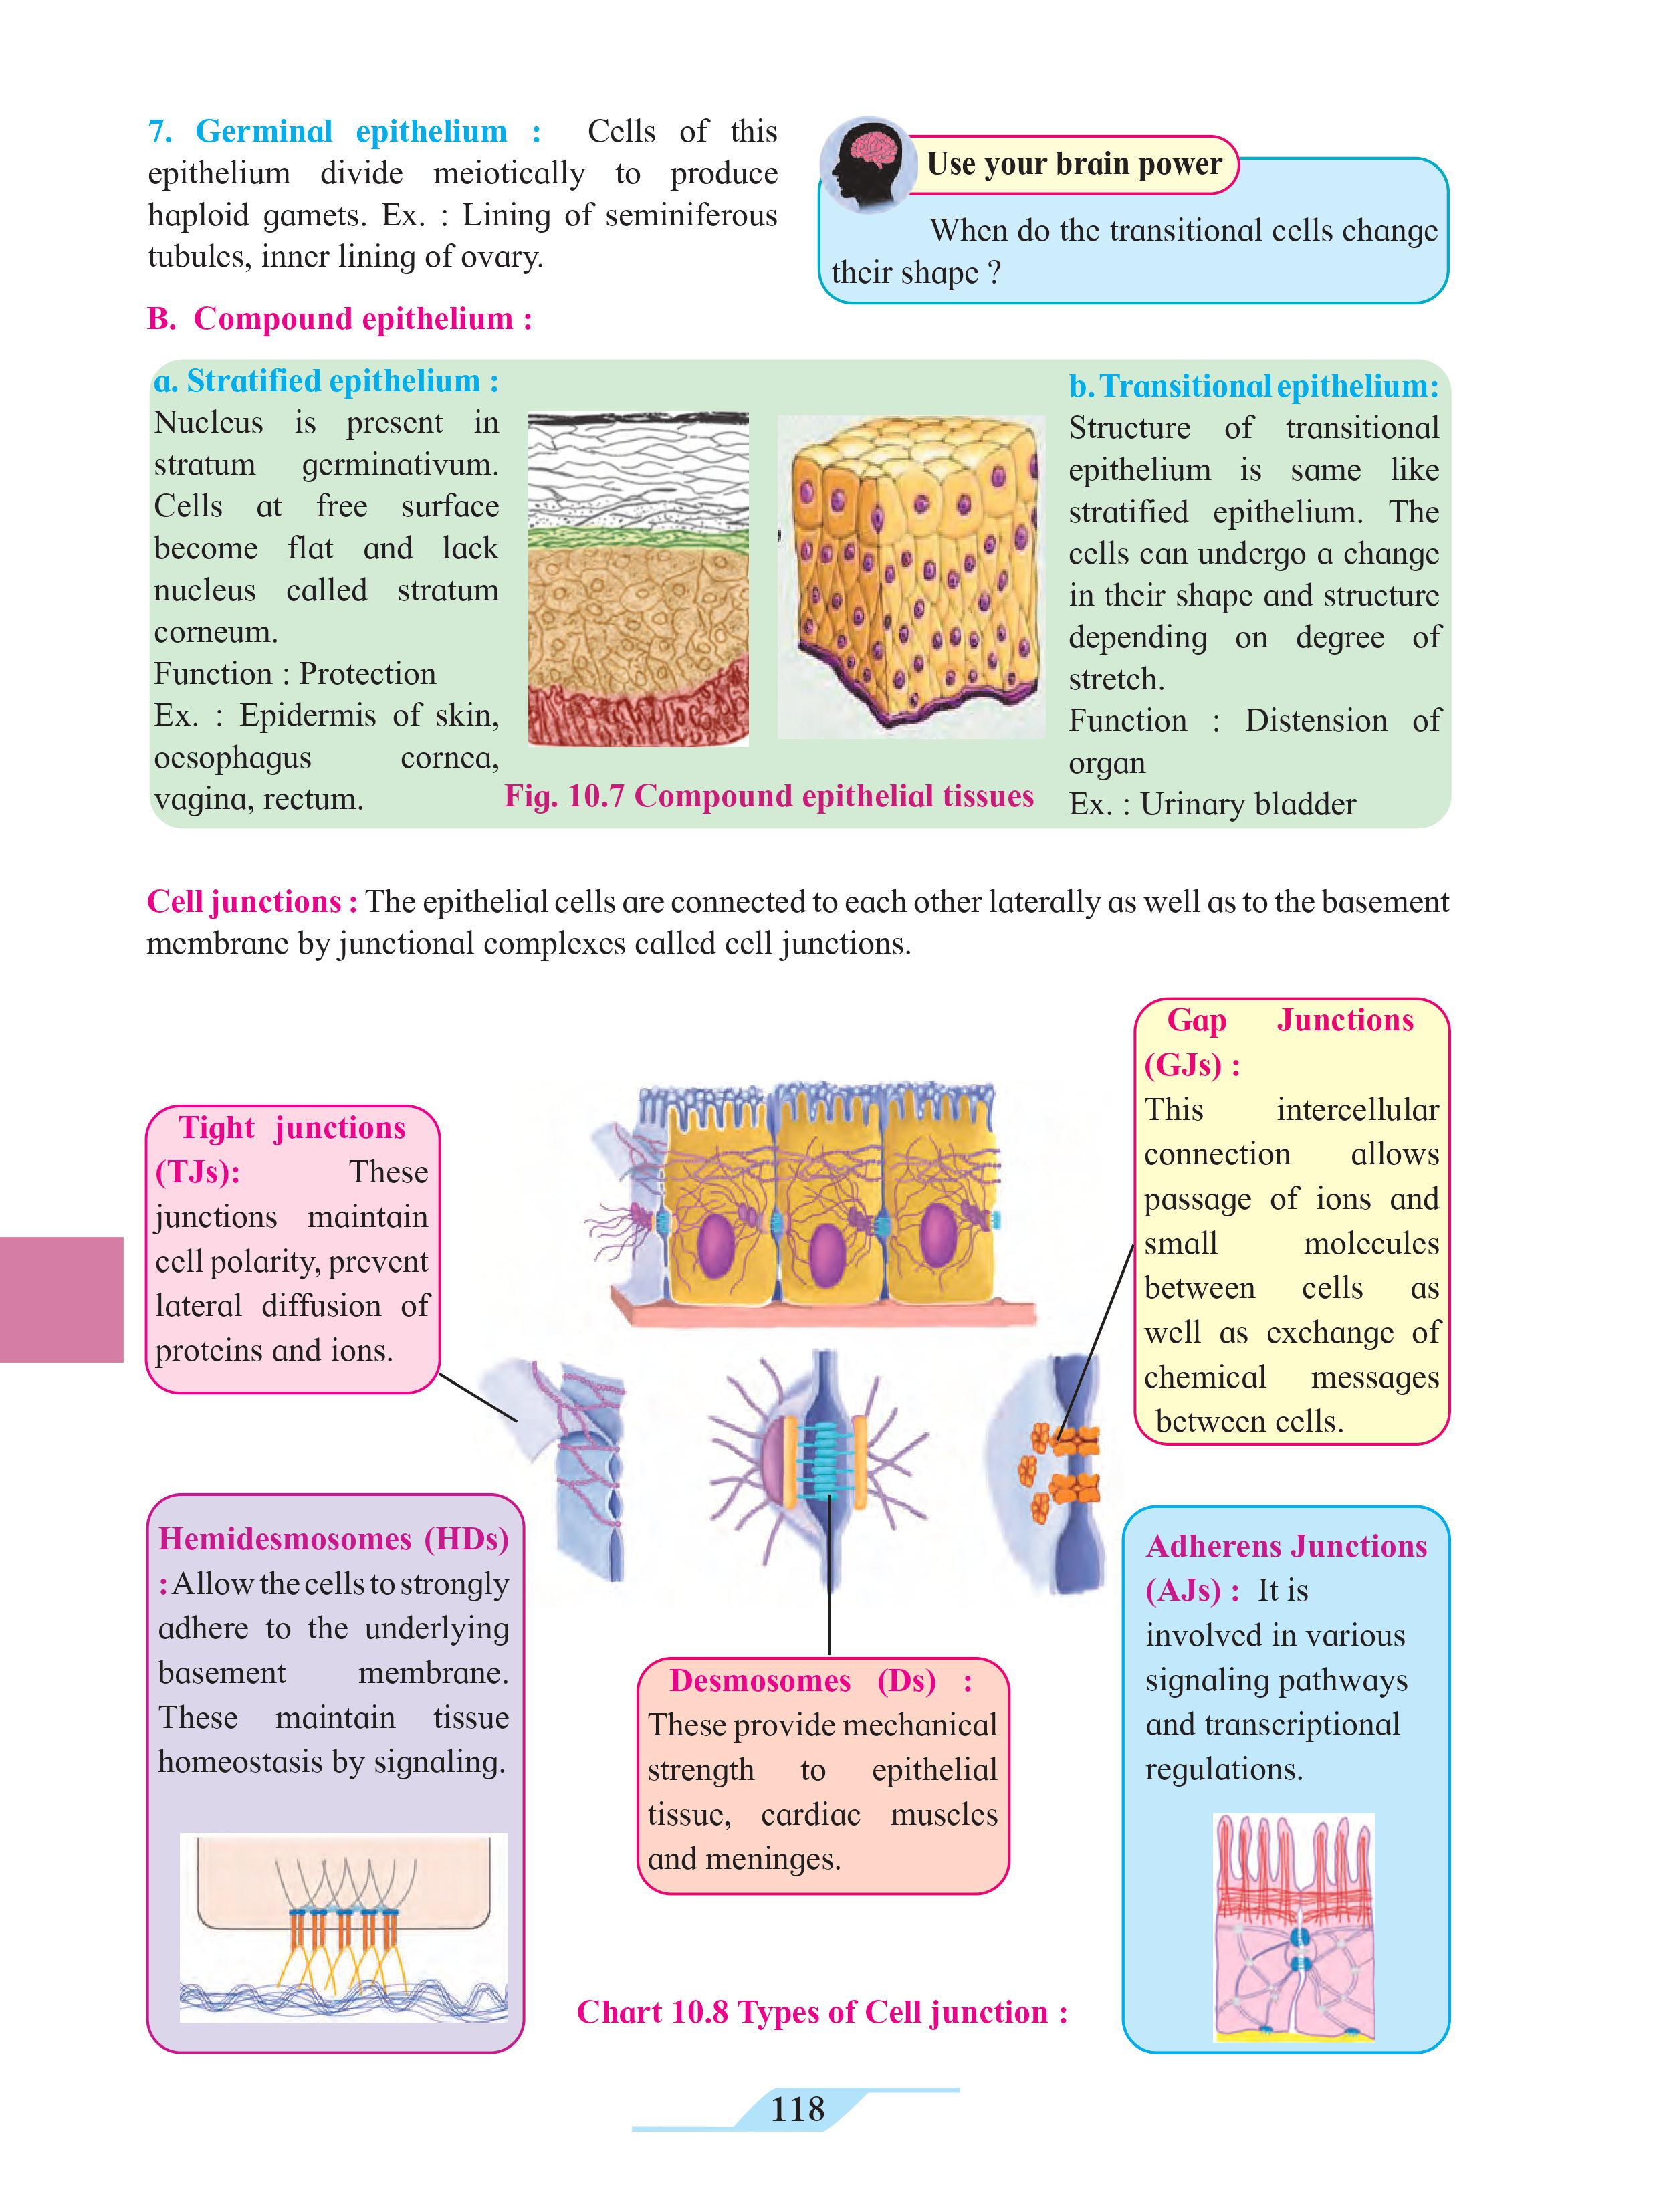 7. Germinal epithelium : Cells of this
epithelium divide meiotically to produce
haploid gamets. Ex. : Lining of seminiferous
tubules, inner lining of ovary.
Use your brain power
When do the transitional cells change
their shape ?
B. Compound epithelium :
a. Stratified epithelium :
Nucleus is present in
stratum germinativum.
Cells at free surface
become flat and lack
nucleus called stratum
corneum.
Function : Protection
Ex. : Epidermis of skin,
oesophagus cornea,
vagina, rectum.
Fig. 10.7 Compound epithelial tissues
b. Transitional epithelium:
Structure of transitional
epithelium is same like
stratified epithelium. The
cells can undergo a change
in their shape and structure
depending on degree of
stretch.
Function : Distension of
organ
Ex. : Urinary bladder
Cell junctions : The epithelial cells are connected to each other laterally as well as to the basement
membrane by junctional complexes called cell junctions.
Tight junctions
(TJs): These
junctions maintain
cell polarity, prevent
lateral diffusion of
proteins and ions.
Gap Junctions
(GJs) :
This intercellular
connection allows
passage of ions and
small molecules
between cells as
well as exchange of
chemical messages
between cells.
Hemidesmosomes (HDs)
: Allow the cells to strongly
adhere to the underlying
basement membrane.
These maintain tissue
homeostasis by signaling.
Desmosomes (Ds) :
These provide mechanical
strength to epithelial
tissue, cardiac muscles
and meninges.
Adherens Junctions
(AJs) : It is
involved in various
signaling pathways
and transcriptional
regulations.
Chart 10.8 Types of Cell junction :
118